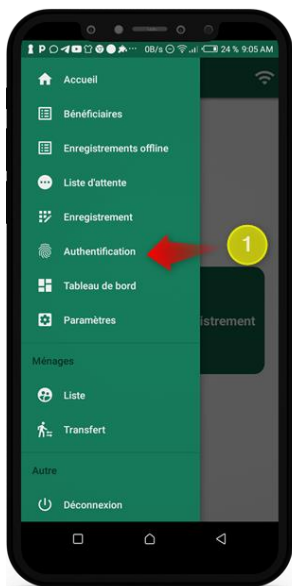 0B/s 24 % 9:05 AM
Accueil
Bénéficiaires
Enregistrements offline
Liste d'attente
Enregistrement
Authentification
1
Tableau de bord
Paramètres
istrement
Ménages
Liste
Transfert
Autre
Déconnexion